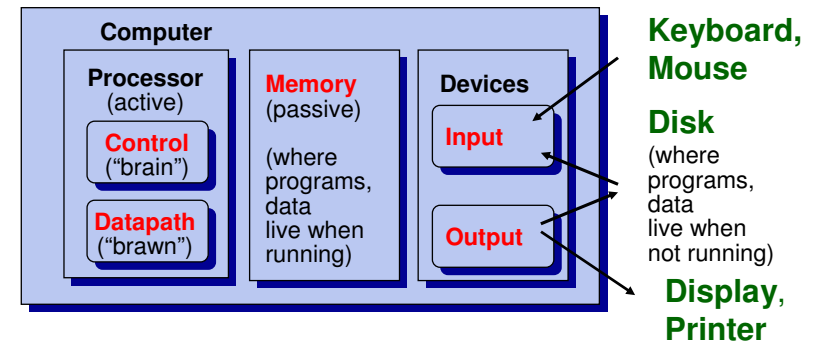 Computer
Processor
(active)
Control
(“brain”)
Datapath
(“brawn”)
Memory
(passive)
(where
programs,
data
live when
running)
Devices
Input
Output
Keyboard,
Mouse
Disk
(where
programs,
data
live when
not running)
Display,
Printer